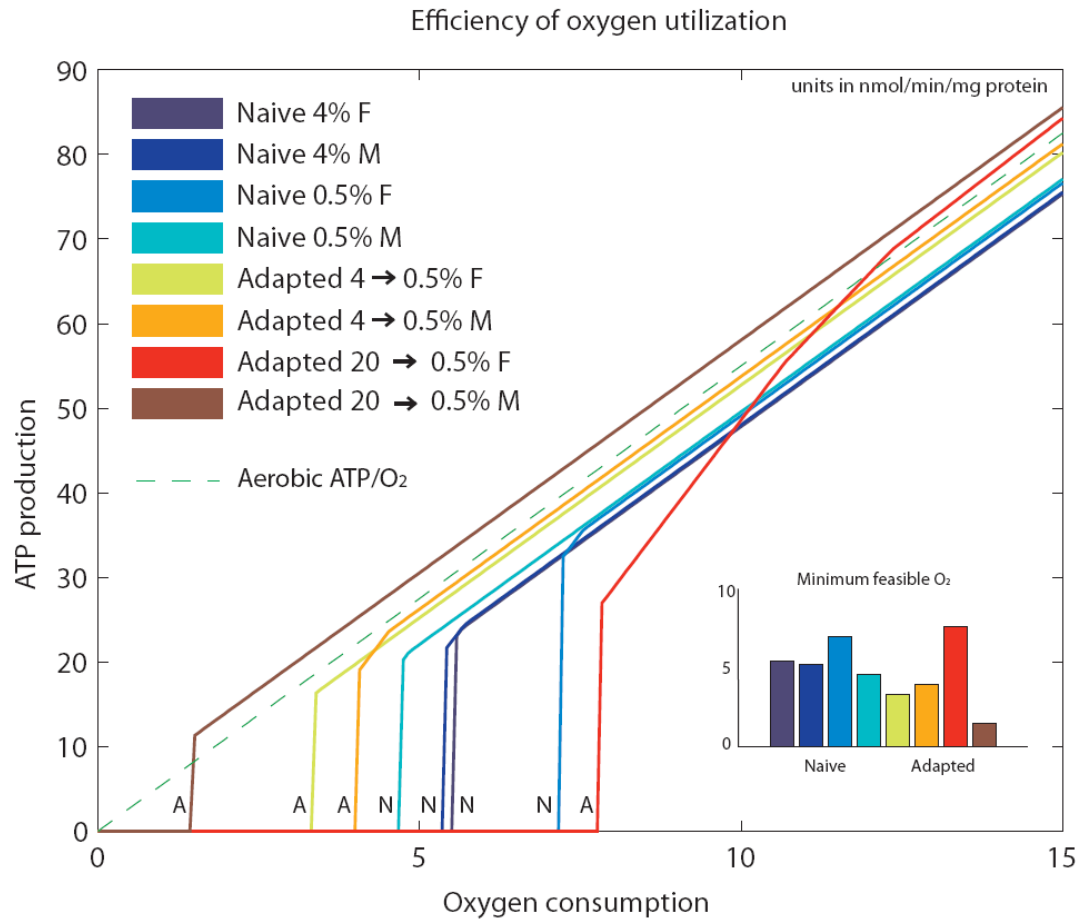 Efficiency of oxygen utilization
units in nmol/min/mg protein
90
80
70
60
50
40
30
20
10
0
ATP production
Naive 4% F
Naive 4% M
Naive 0.5% F
Naive 0.5% M
Adapted 4 → 0.5% F
Adapted 4 → 0.5% M
Adapted 20 → 0.5% F
Adapted 20 → 0.5% M
Aerobic ATP/O₂
Minimum feasible O₂
10
5
0
Naive Adapted
A A A N N N N A
0 5 10 15
Oxygen consumption